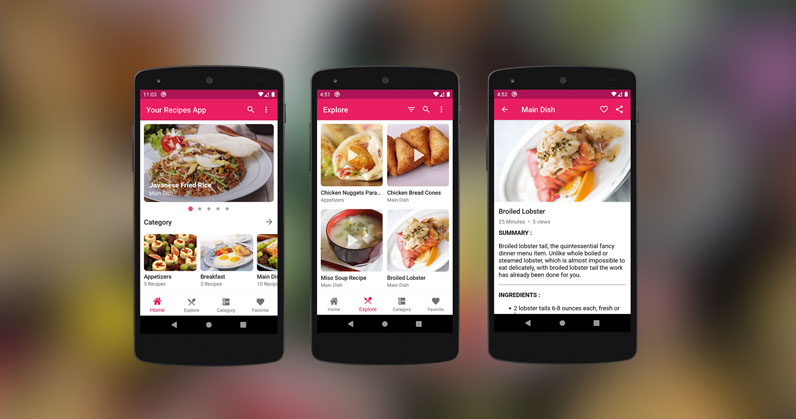 11:03
Your Recipes App
Javanese Fried Rice
Main Dish
Category
Appetizers
5 Recipes
Breakfast
3 Recipes
Main Dis
10 Recip
Home
Explore
Category
Favorite
4:51
Explore
Chicken Nuggets Para...
Appetizers
Chicken Bread Cones
Main Dish
Miso Soup Recipe
Main Dish
Broiled Lobster
Main Dish
Home
Explore
Category
Favorite
4:52
Main Dish
Broiled Lobster
25 Minutes • 5 views
SUMMARY :
Broiled lobster tail, the quintessential fancy
dinner menu item. Unlike whole boiled or
steamed lobster, which is almost impossible to
eat delicately, with broiled lobster tail the work
has already been done for you.
INGREDIENTS :
• 2 lobster tails 6-8 ounces each, fresh or